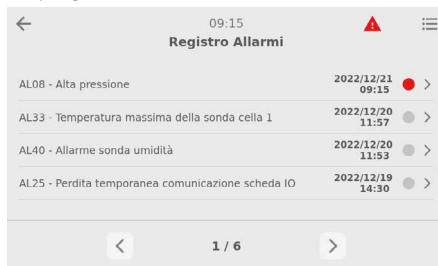 09:15
Registro Allarmi
AL08 - Alta pressione
2022/12/21
09:15
AL33 - Temperatura massima della sonda cella 1
2022/12/20
11:57
AL40 - Allarme sonda umidità
2022/12/20
11:53
AL25 - Perdita temporanea comunicazione scheda IO
2022/12/19
14:30
1 / 6